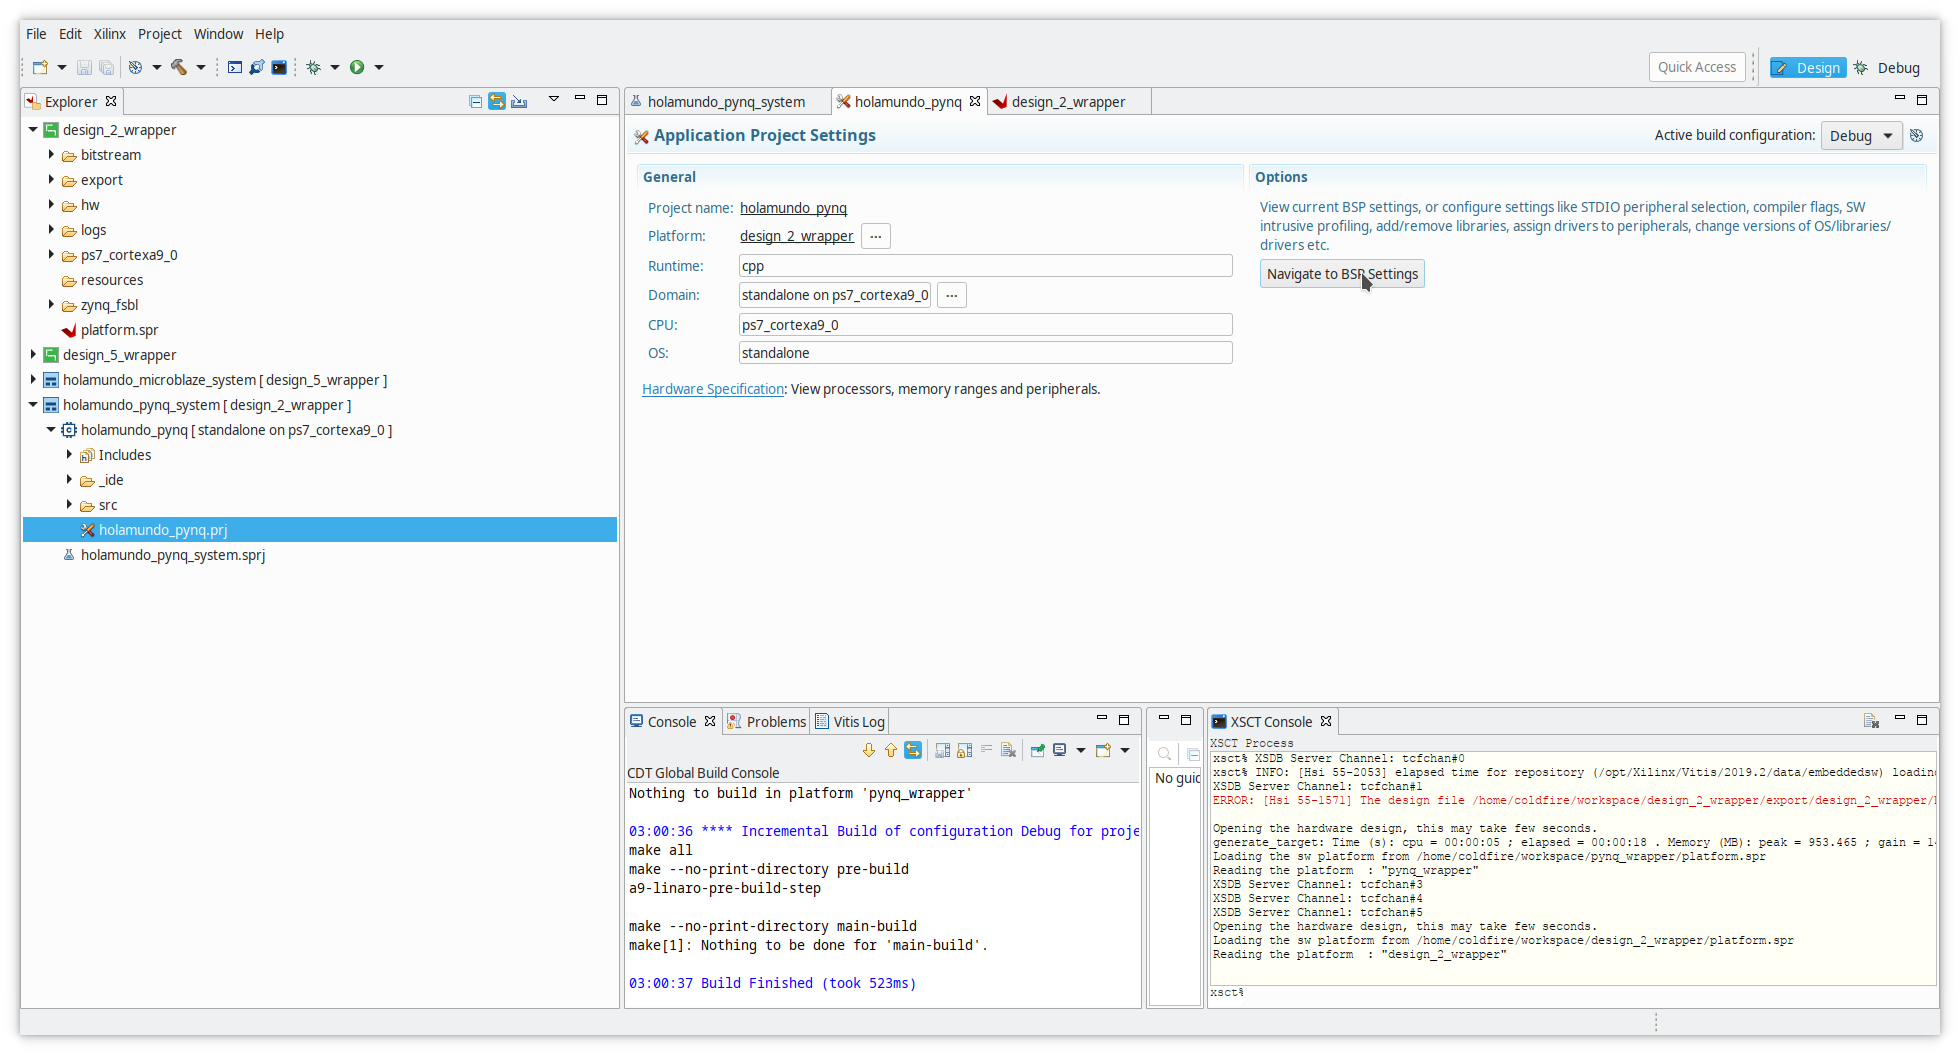 File Edit Xilinx Project Window Help
Quick Access
Design
Debug
Explorer
design_2_wrapper
bitstream
export
hw
logs
ps7_cortexa9_0
resources
zynq_fsbl
platform.spr
design_5_wrapper
holamundo_microblaze_system [ design_5_wrapper ]
holamundo_pynq_system [ design_2_wrapper ]
holamundo_pynq [ standalone on ps7_cortexa9_0 ]
Includes
_ide
src
holamundo_pynq.prj
holamundo_pynq_system.sprj
holamundo_pynq_system holamundo_pynq design_2_wrapper
Application Project Settings
Active build configuration: Debug
General
Project name: holamundo_pynq
Platform: design_2_wrapper ...
Runtime: cpp
Domain: standalone on ps7_cortexa9_0 ...
CPU: ps7_cortexa9_0
OS: standalone
Hardware Specification: View processors, memory ranges and peripherals.
Options
View current BSP settings, or configure settings like STDIO peripheral selection, compiler flags, SW
intrusive profiling, add/remove libraries, assign drivers to peripherals, change versions of OS/libraries/
drivers etc.
Navigate to BSP Settings
Console Problems Vitis Log
CDT Global Build Console
Nothing to build in platform 'pynq_wrapper'
03:00:36 **** Incremental Build of configuration Debug for proje
make all
make --no-print-directory pre-build
a9-linaro-pre-build-step
make --no-print-directory main-build
make[1]: Nothing to be done for 'main-build'.
03:00:37 Build Finished (took 523ms)
No guid
XSCT Console
XSCT Process
xsct% XSDB Server Channel: tcfchan#0
xsct% INFO: [Hsi 55-2053] elapsed time for repository (/opt/Xilinx/Vitis/2019.2/data/embeddedsw) loadin
XSDB Server Channel: tcfchan#1
ERROR: [Hsi 55-1571] The design file /home/coldfire/workspace/design_2_wrapper/export/design_2_wrapper/
Opening the hardware design, this may take few seconds.
generate_target: Time (s): cpu = 00:00:05 ; elapsed = 00:00:18 . Memory (MB): peak = 953.465 ; gain = 1
Loading the sw platform from /home/coldfire/workspace/pynq_wrapper/platform.spr
Reading the platform : "pynq_wrapper"
XSDB Server Channel: tcfchan#3
XSDB Server Channel: tcfchan#4
XSDB Server Channel: tcfchan#5
Opening the hardware design, this may take few seconds.
Loading the sw platform from /home/coldfire/workspace/design_2_wrapper/platform.spr
Reading the platform : "design_2_wrapper"
xsct%